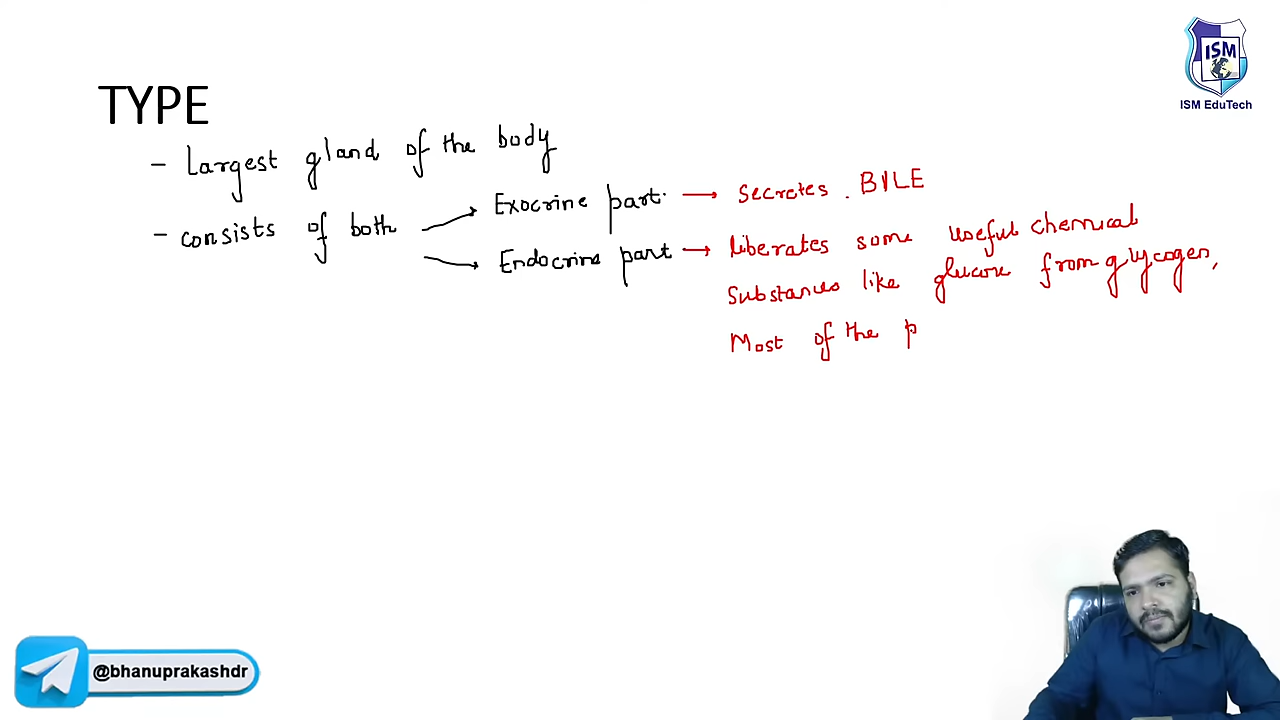 ISM
ISM EduTech
TYPE
- Largest gland of the body
- consists of both
Exocrine part. → Secretes . BILE
Endocrine part → liberates some useful chemical
Substances like glucose from glycogen,
Most of the p
@bhanuprakashdr